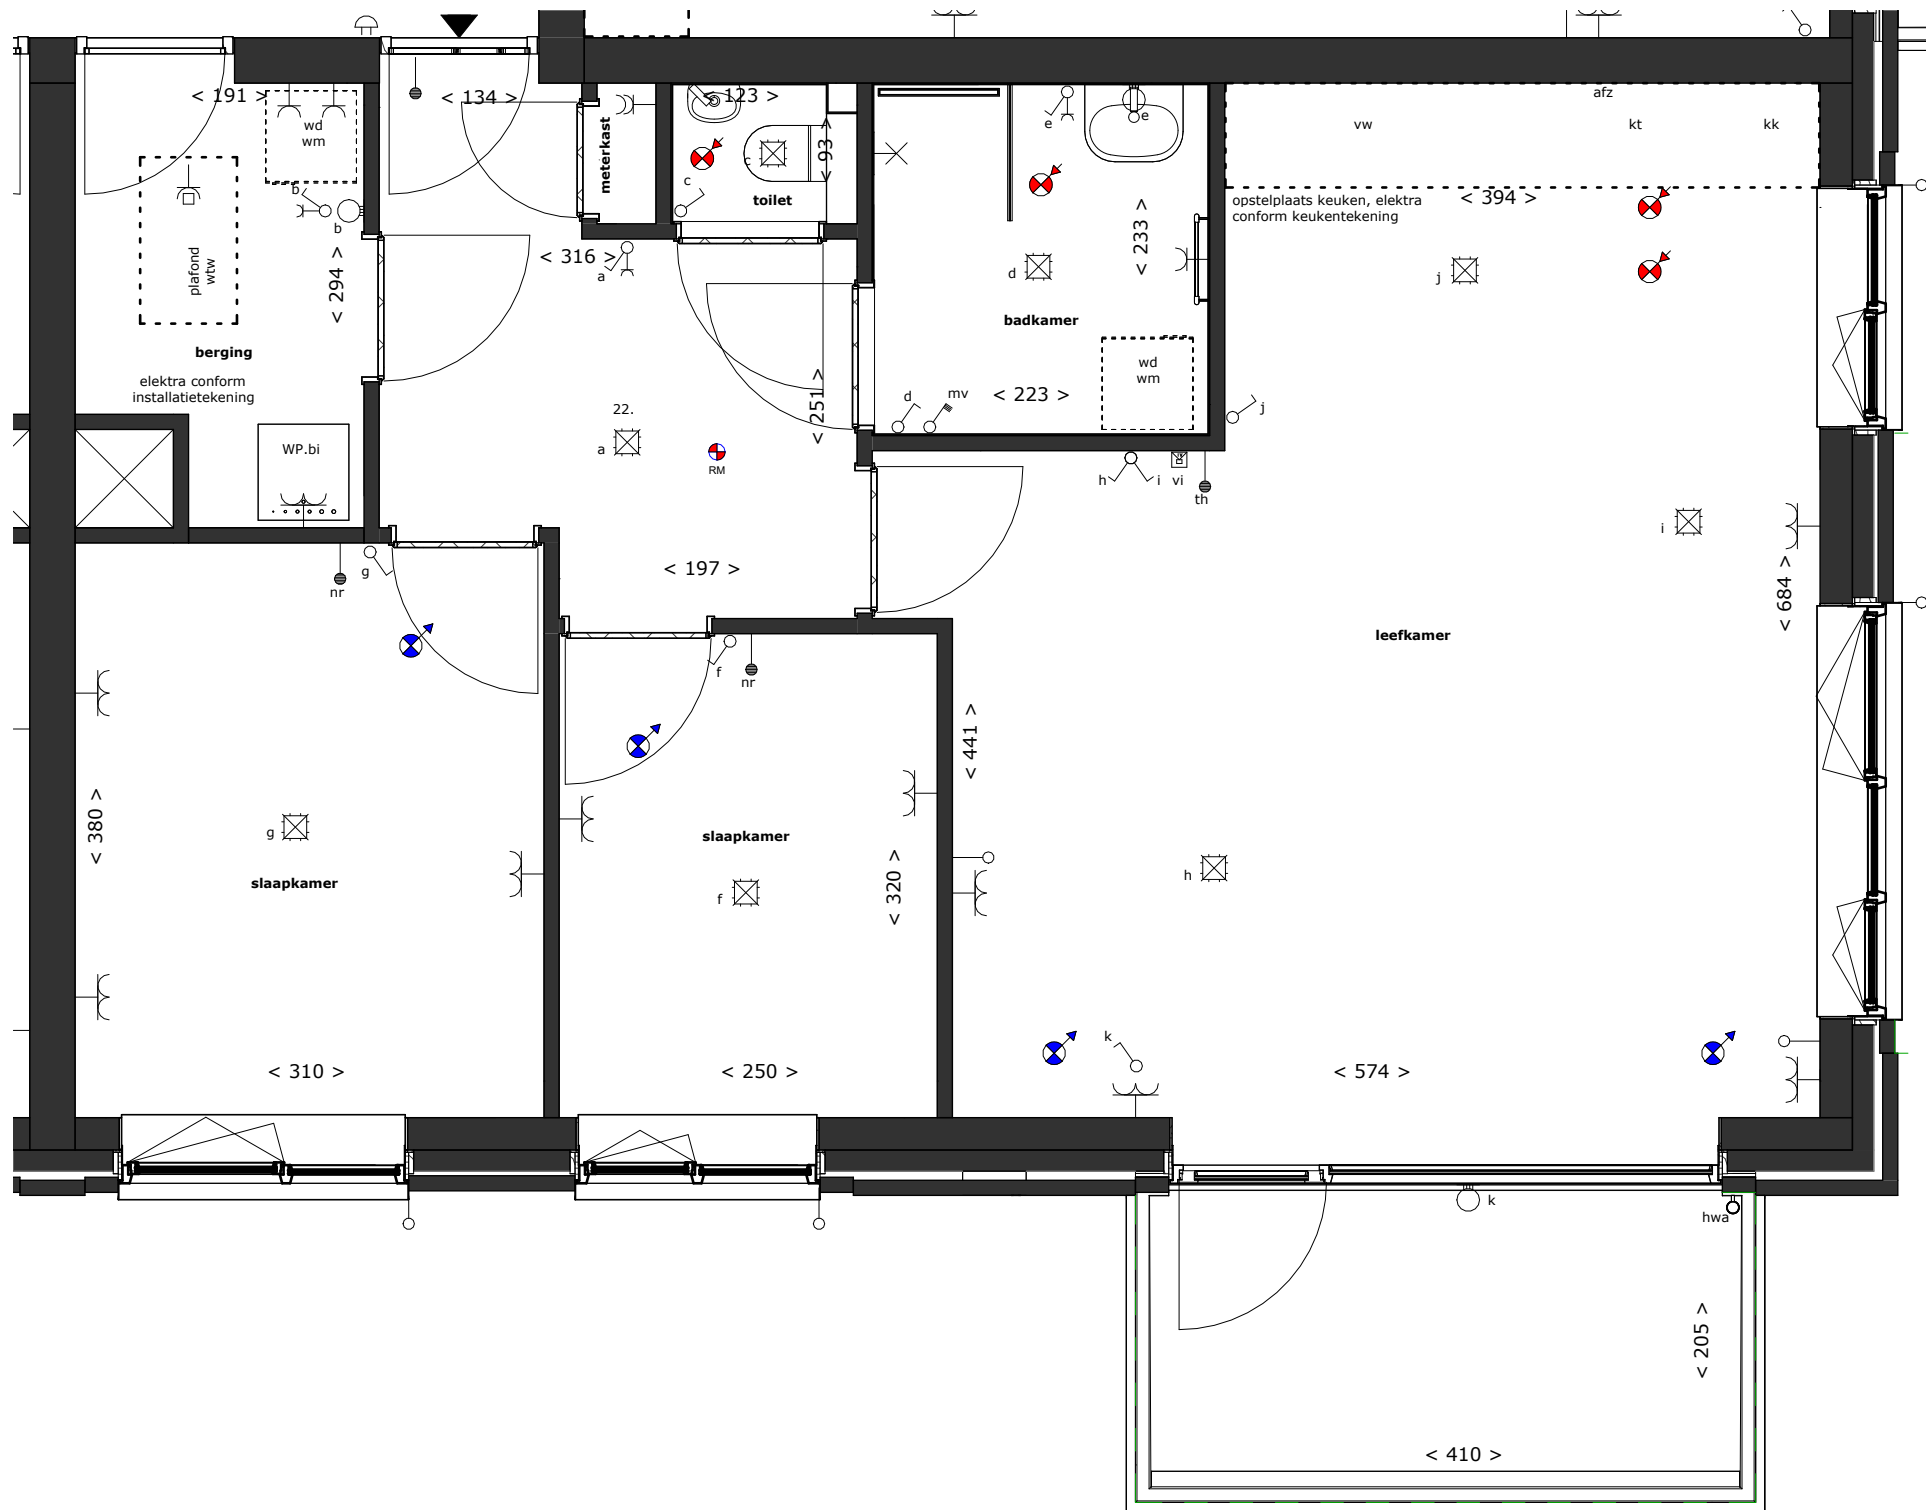 afz
< 191 >
< 134 >
< 123 >
wd
wm
e
e
vw
kt
kk
meterkast
c
< 93 >
c
toilet
b
b
opstelplaats keuken, elektra
conform keukentekening
< 394 >
plafond
wtw
< 294 >
< 316 >
a
< 233 >
d
j
badkamer
berging
elektra conform
installatietekening
wd
wm
< 251 >
22.
a
RM
d
mv
< 223 >
j
WP.bi
h
i
vi
th
i
< 684 >
g
nr
< 197 >
leefkamer
f
nr
< 441 >
< 380 >
g
slaapkamer
slaapkamer
f
< 320 >
h
k
< 310 >
< 250 >
< 574 >
k
hwa
< 205 >
< 410 >